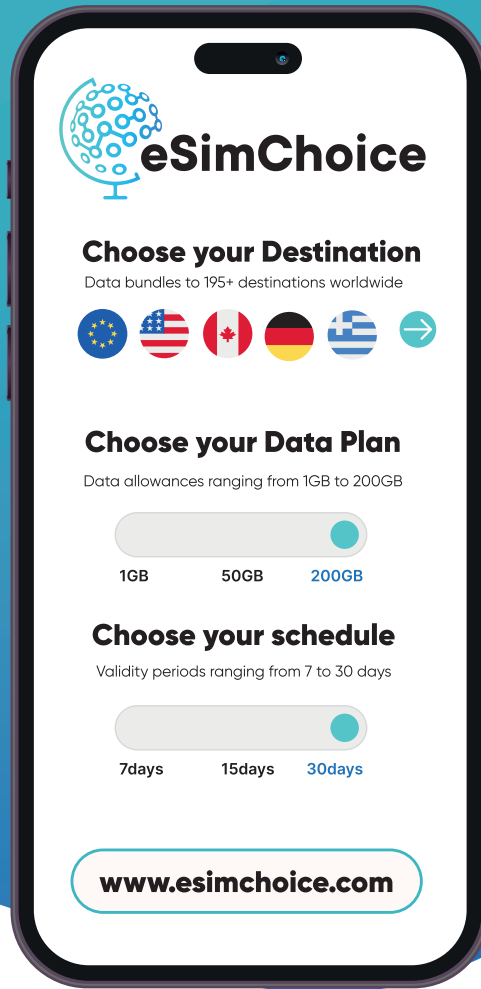 eSimChoice
Choose your Destination
Data bundles to 195+ destinations worldwide
Choose your Data Plan
Data allowances ranging from 1GB to 200GB
1GB 50GB 200GB
Choose your schedule
Validity periods ranging from 7 to 30 days
7days 15days 30days
www.esimchoice.com